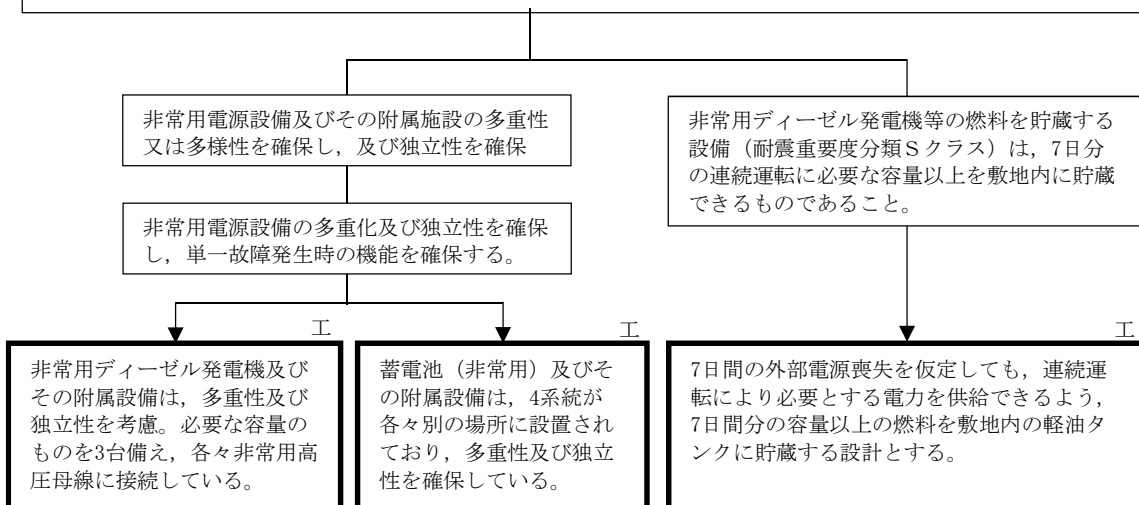 非常用電源設備及びその附属施設の多重性
又は多様性を確保し，及び独立性を確保
非常用ディーゼル発電機等の燃料を貯蔵する
設備（耐震重要度分類Ｓクラス）は，7日分
の連続運転に必要な容量以上を敷地内に貯蔵
できるものであること。
非常用電源設備の多重化及び独立性を確保
し，単一故障発生時の機能を確保する。
工
非常用ディーゼル発電機及び
その附属設備は，多重性及び
独立性を考慮。必要な容量の
ものを3台備え，各々非常用高
圧母線に接続している。
工
蓄電池（非常用）及びそ
の附属設備は，4系統が
各々別の場所に設置され
ており，多重性及び独立
性を確保している。
工
7日間の外部電源喪失を仮定しても，連続運
転により必要とする電力を供給できるよう，
7日間分の容量以上の燃料を敷地内の軽油タ
ンクに貯蔵する設計とする。